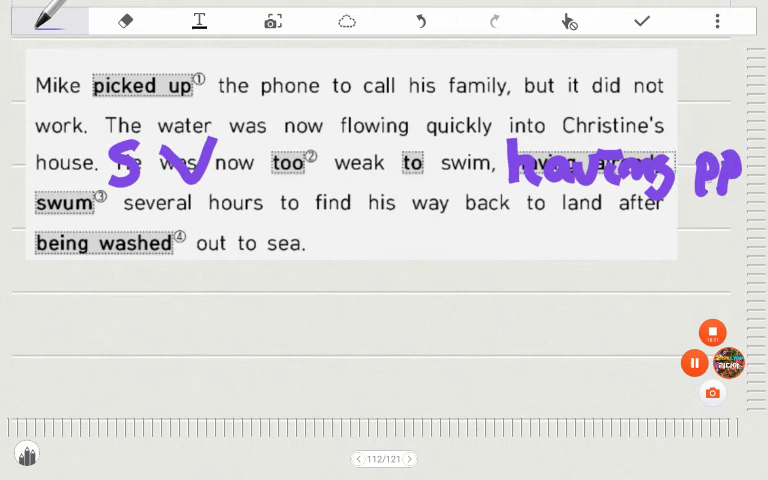 Mike picked up① the phone to call his family, but it did not
work. The water was now flowing quickly into Christine's
house. He was now too② weak to swim, having already
swum③ several hours to find his way back to land after
being washed④ out to sea.
S V having pp
112/121